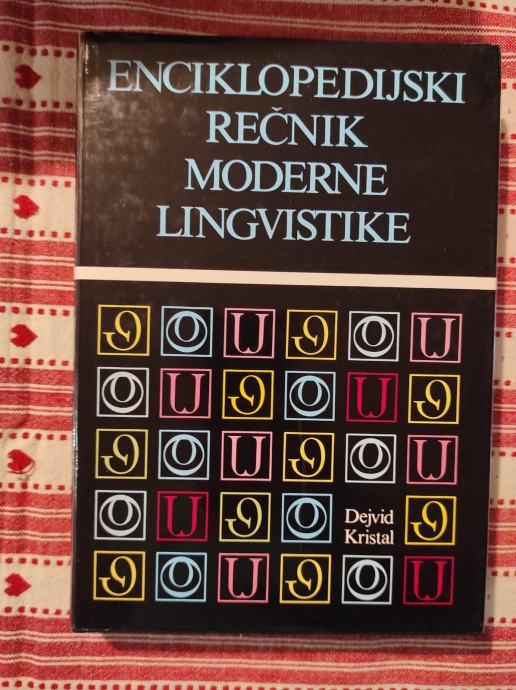 ENCIKLOPEDIJSKI
REČNIK
MODERNE
LINGVISTIKE
Dejvid
Kristal